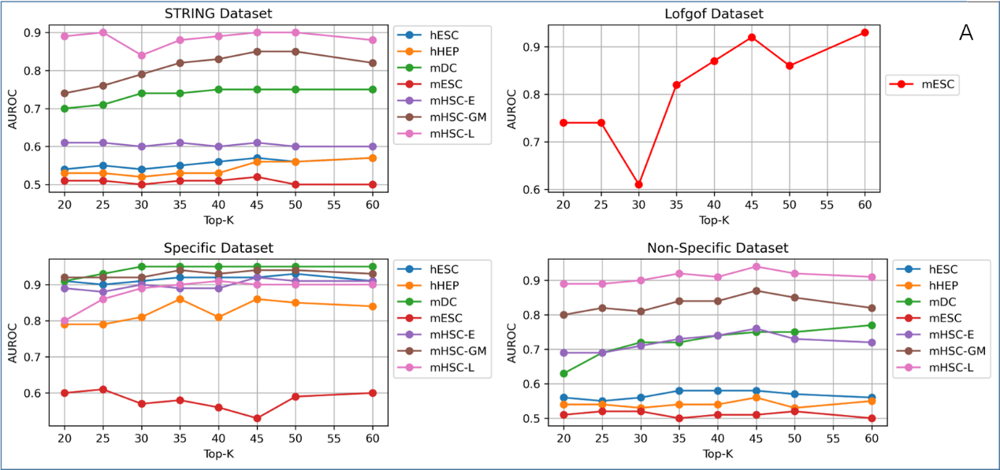 STRING Dataset
AUROC
0.9
0.8
0.7
0.6
0.5
20 25 30 35 40 45 50 55 60
Top-K
hESC
hHEP
mDC
mESC
mHSC-E
mHSC-GM
mHSC-L
Lofgof Dataset
A
AUROC
0.9
0.8
0.7
0.6
20 25 30 35 40 45 50 55 60
Top-K
mESC
Specific Dataset
AUROC
0.9
0.8
0.7
0.6
20 25 30 35 40 45 50 55 60
Top-K
hESC
hHEP
mDC
mESC
mHSC-E
mHSC-GM
mHSC-L
Non-Specific Dataset
AUROC
0.9
0.8
0.7
0.6
0.5
20 25 30 35 40 45 50 55 60
Top-K
hESC
hHEP
mDC
mESC
mHSC-E
mHSC-GM
mHSC-L